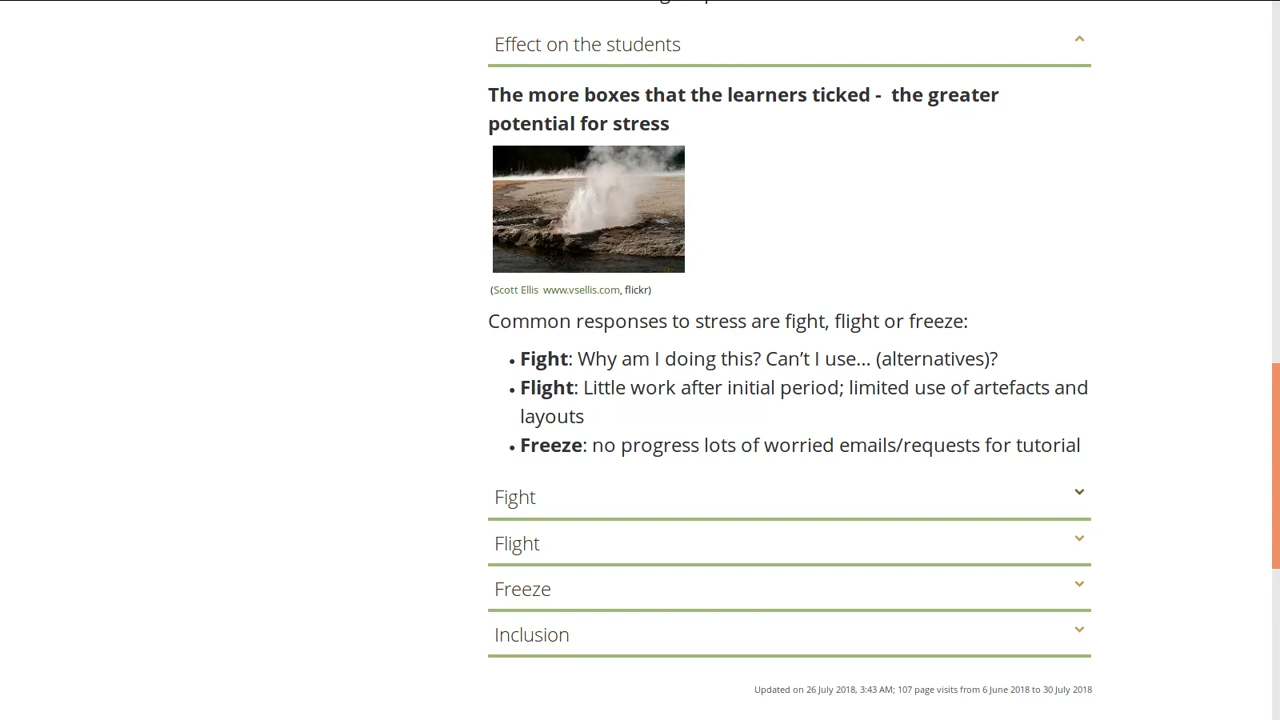 Effect on the students
The more boxes that the learners ticked -  the greater
potential for stress
(Scott Ellis  www.vsellis.com, flickr)
Common responses to stress are fight, flight or freeze:
• Fight: Why am I doing this? Can’t I use... (alternatives)?
• Flight: Little work after initial period; limited use of artefacts and
layouts
• Freeze: no progress lots of worried emails/requests for tutorial
Fight
Flight
Freeze
Inclusion
Updated on 26 July 2018, 3:43 AM; 107 page visits from 6 June 2018 to 30 July 2018